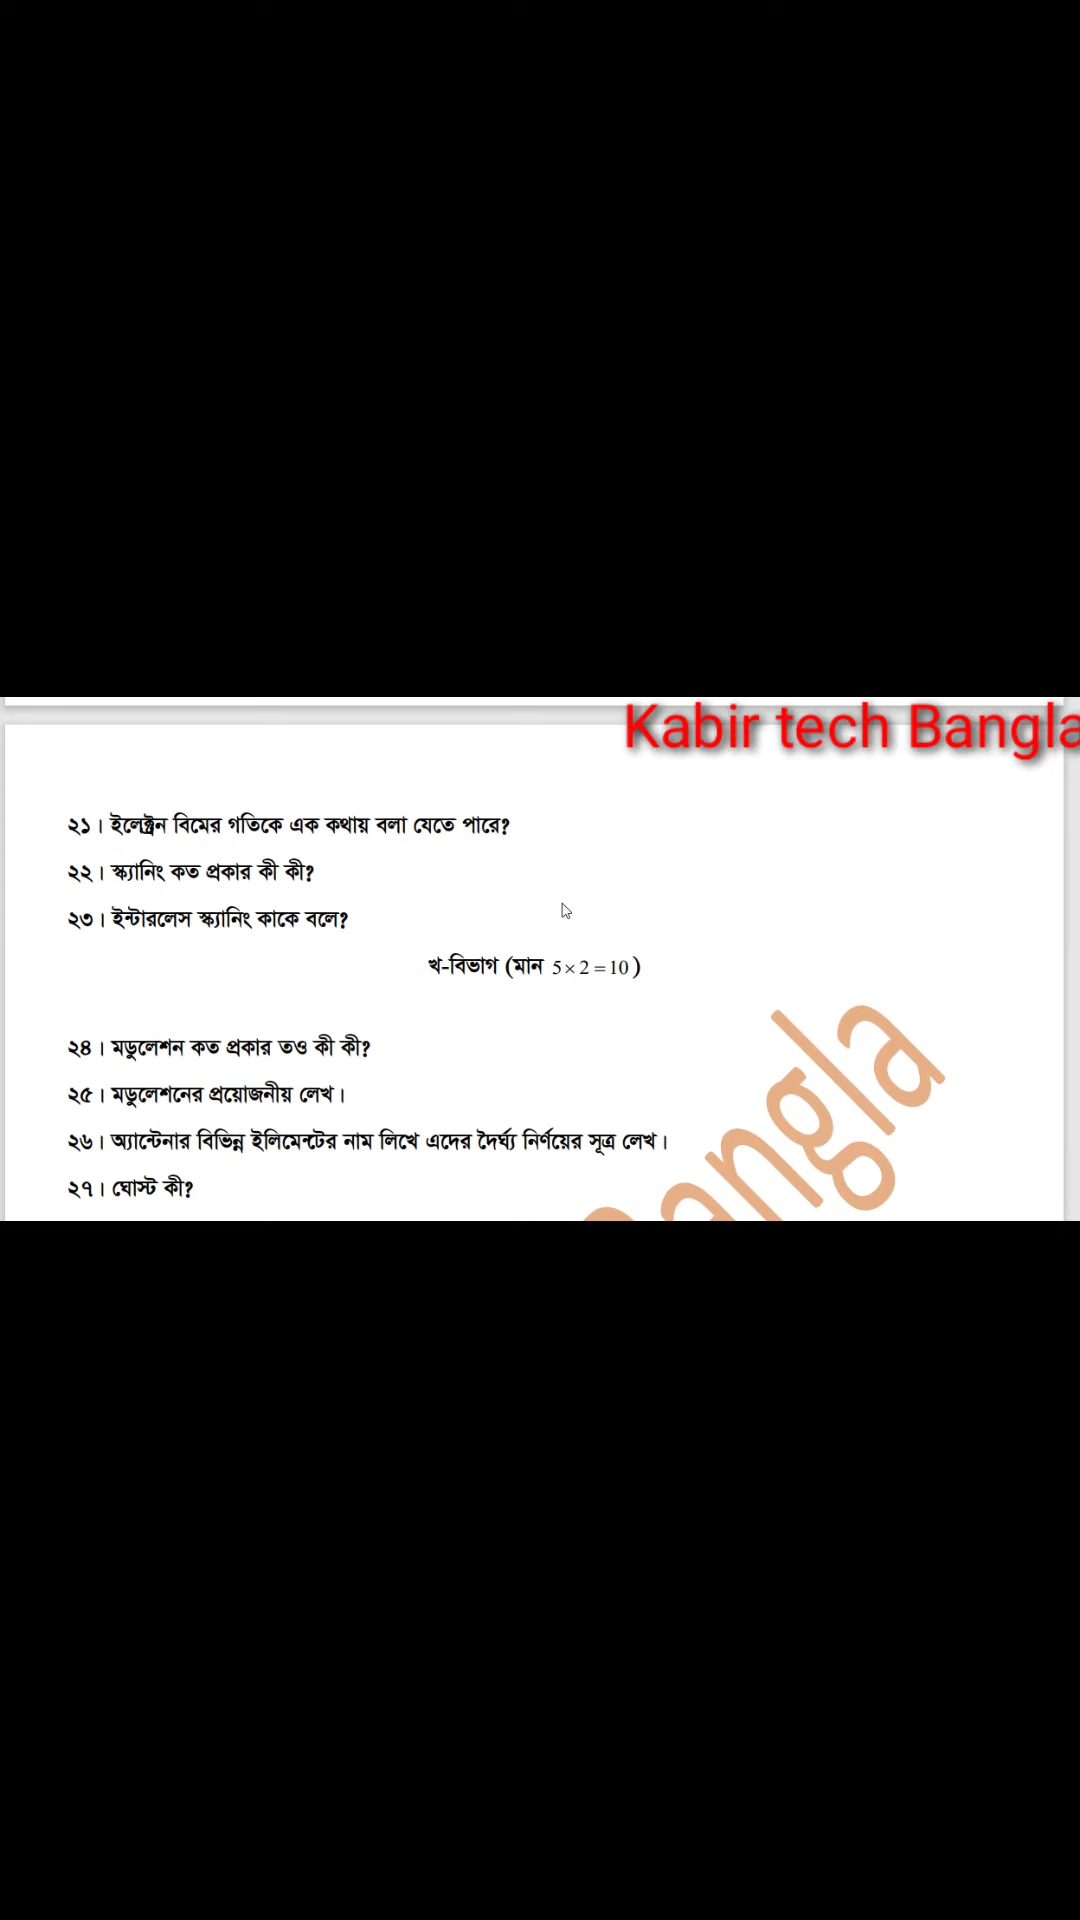 Kabir tech Bangla
২১। ইলেক্ট্রন বিমের গতিকে এক কথায় বলা যেতে পারে?
২২। স্ক্যানিং কত প্রকার কী কী?
২৩। ইন্টারলেস স্ক্যানিং কাকে বলে?
খ-বিভাগ (মান 5×2=10)
২৪। মডুলেশন কত প্রকার তও কী কী?
২৫। মডুলেশনের প্রয়োজনীয় লেখ।
২৬। অ্যান্টেনার বিভিন্ন ইলিমেন্টের নাম লিখে এদের দৈর্ঘ্য নির্ণয়ের সূত্র লেখ।
২৭। ঘোস্ট কী?
Bangla